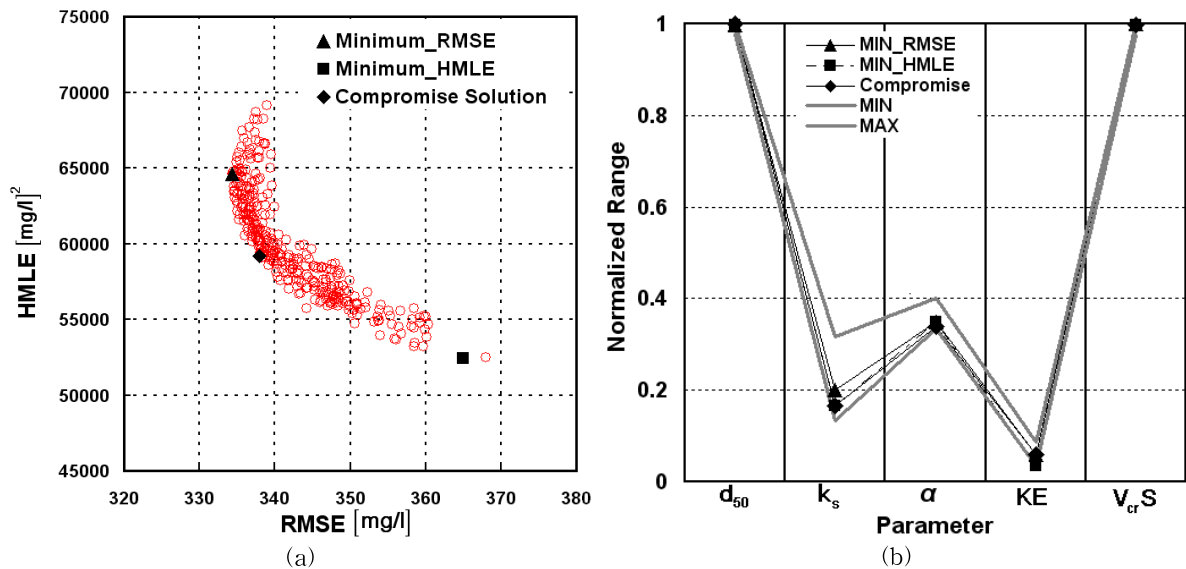 75000
70000
65000
60000
55000
50000
45000
HMLE [mg/l]²
320
330
340
350
360
370
380
RMSE [mg/l]
Minimum_RMSE
Minimum_HMLE
Compromise Solution
(a)
1
0.8
0.6
0.4
0.2
0
Normalized Range
MIN_RMSE
MIN_HMLE
Compromise
MIN
MAX
d₅₀
kₛ
α
KE
V_crS
Parameter
(b)